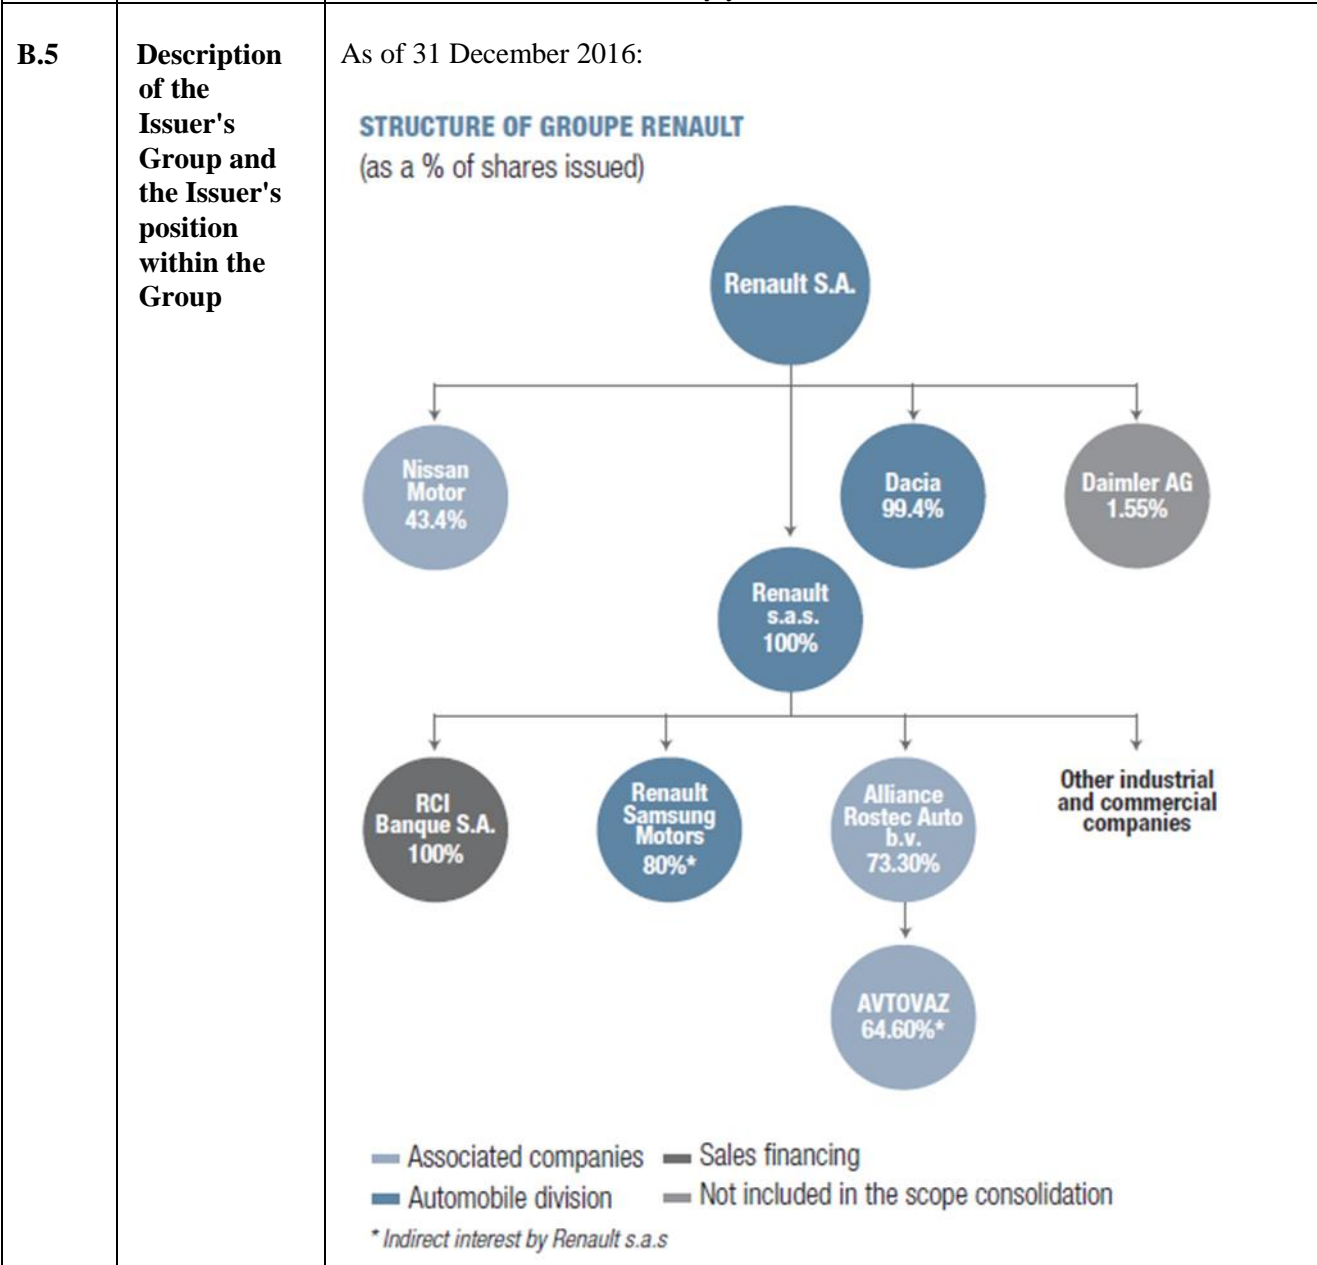 B.5
Description
of the
Issuer's
Group and
the Issuer's
position
within the
Group
As of 31 December 2016:
STRUCTURE OF GROUPE RENAULT
(as a % of shares issued)
Renault S.A.
Nissan
Motor
43.4%
Dacia
99.4%
Daimler AG
1.55%
Renault
s.a.s.
100%
RCI
Banque S.A.
100%
Renault
Samsung
Motors
80%*
Alliance
Rostec Auto
b.v.
73.30%
Other industrial
and commercial
companies
AVTOVAZ
64.60%*
Associated companies
Sales financing
Automobile division
Not included in the scope consolidation
* Indirect interest by Renault s.a.s